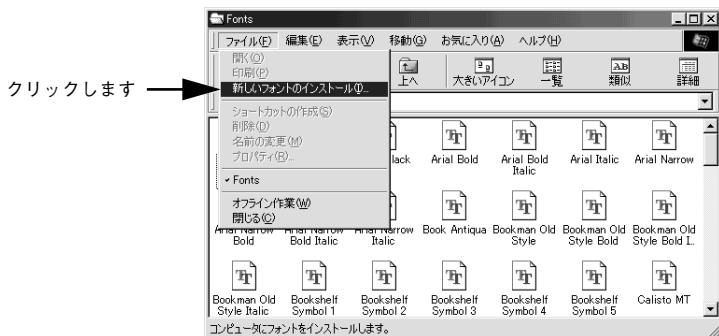 Fonts
ファイル(F) 編集(E) 表示(V) 移動(G) お気に入り(A) ヘルプ(H)
開く(O)
印刷(P)
上へ 大きいアイコン 一覧 類似 詳細
クリックします
新しいフォントのインストール(I)...
ショートカットの作成(S)
削除(D)
名前の変更(M)
プロパティ(R)...
lack Arial Bold Arial Bold Italic Arial Italic Arial Narrow
Fonts
オフライン作業(W)
閉じる(C)
Arial Narrow Bold Arial Narrow Bold Italic Arial Narrow Italic Book Antiqua Bookman Old Style Bookman Old Style Bold Bookman Old Style Bold I...
Bookman Old Style Italic Bookshelf Symbol 1 Bookshelf Symbol 2 Bookshelf Symbol 3 Bookshelf Symbol 4 Bookshelf Symbol 5 Calisto MT
コンピュータにフォントをインストールします。